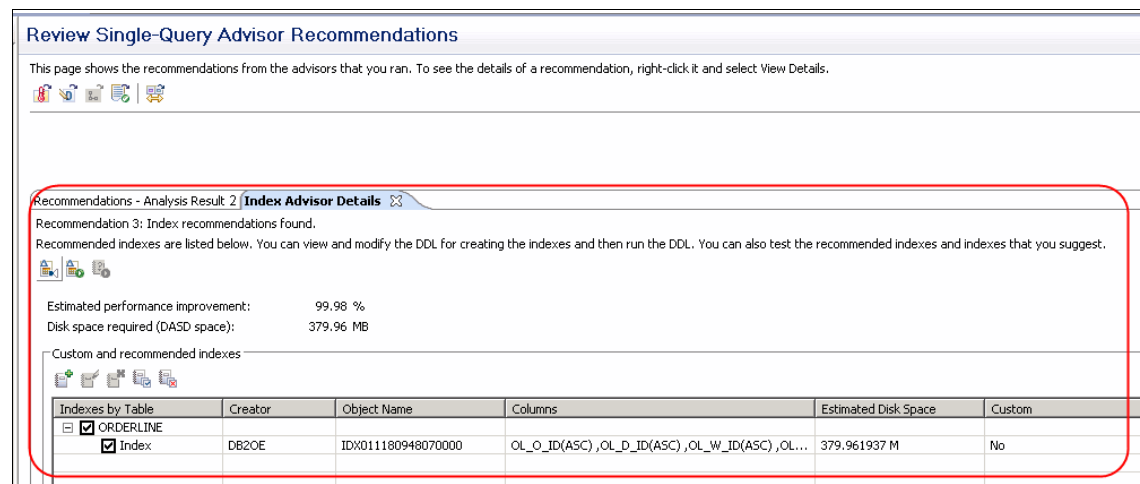 Review Single-Query Advisor Recommendations
This page shows the recommendations from the advisors that you ran. To see the details of a recommendation, right-click it and select View Details.
Recommendations - Analysis Result 2 Index Advisor Details
Recommendation 3: Index recommendations found.
Recommended indexes are listed below. You can view and modify the DDL for creating the indexes and then run the DDL. You can also test the recommended indexes and indexes that you suggest.
Estimated performance improvement: 99.98 %
Disk space required (DASD space): 379.96 MB
Custom and recommended indexes
Indexes by Table Creator Object Name Columns Estimated Disk Space Custom
ORDERLINE
Index DB2OE IDX011180948070000 OL_O_ID(ASC) ,OL_D_ID(ASC) ,OL_W_ID(ASC) ,OL... 379.961937 M No